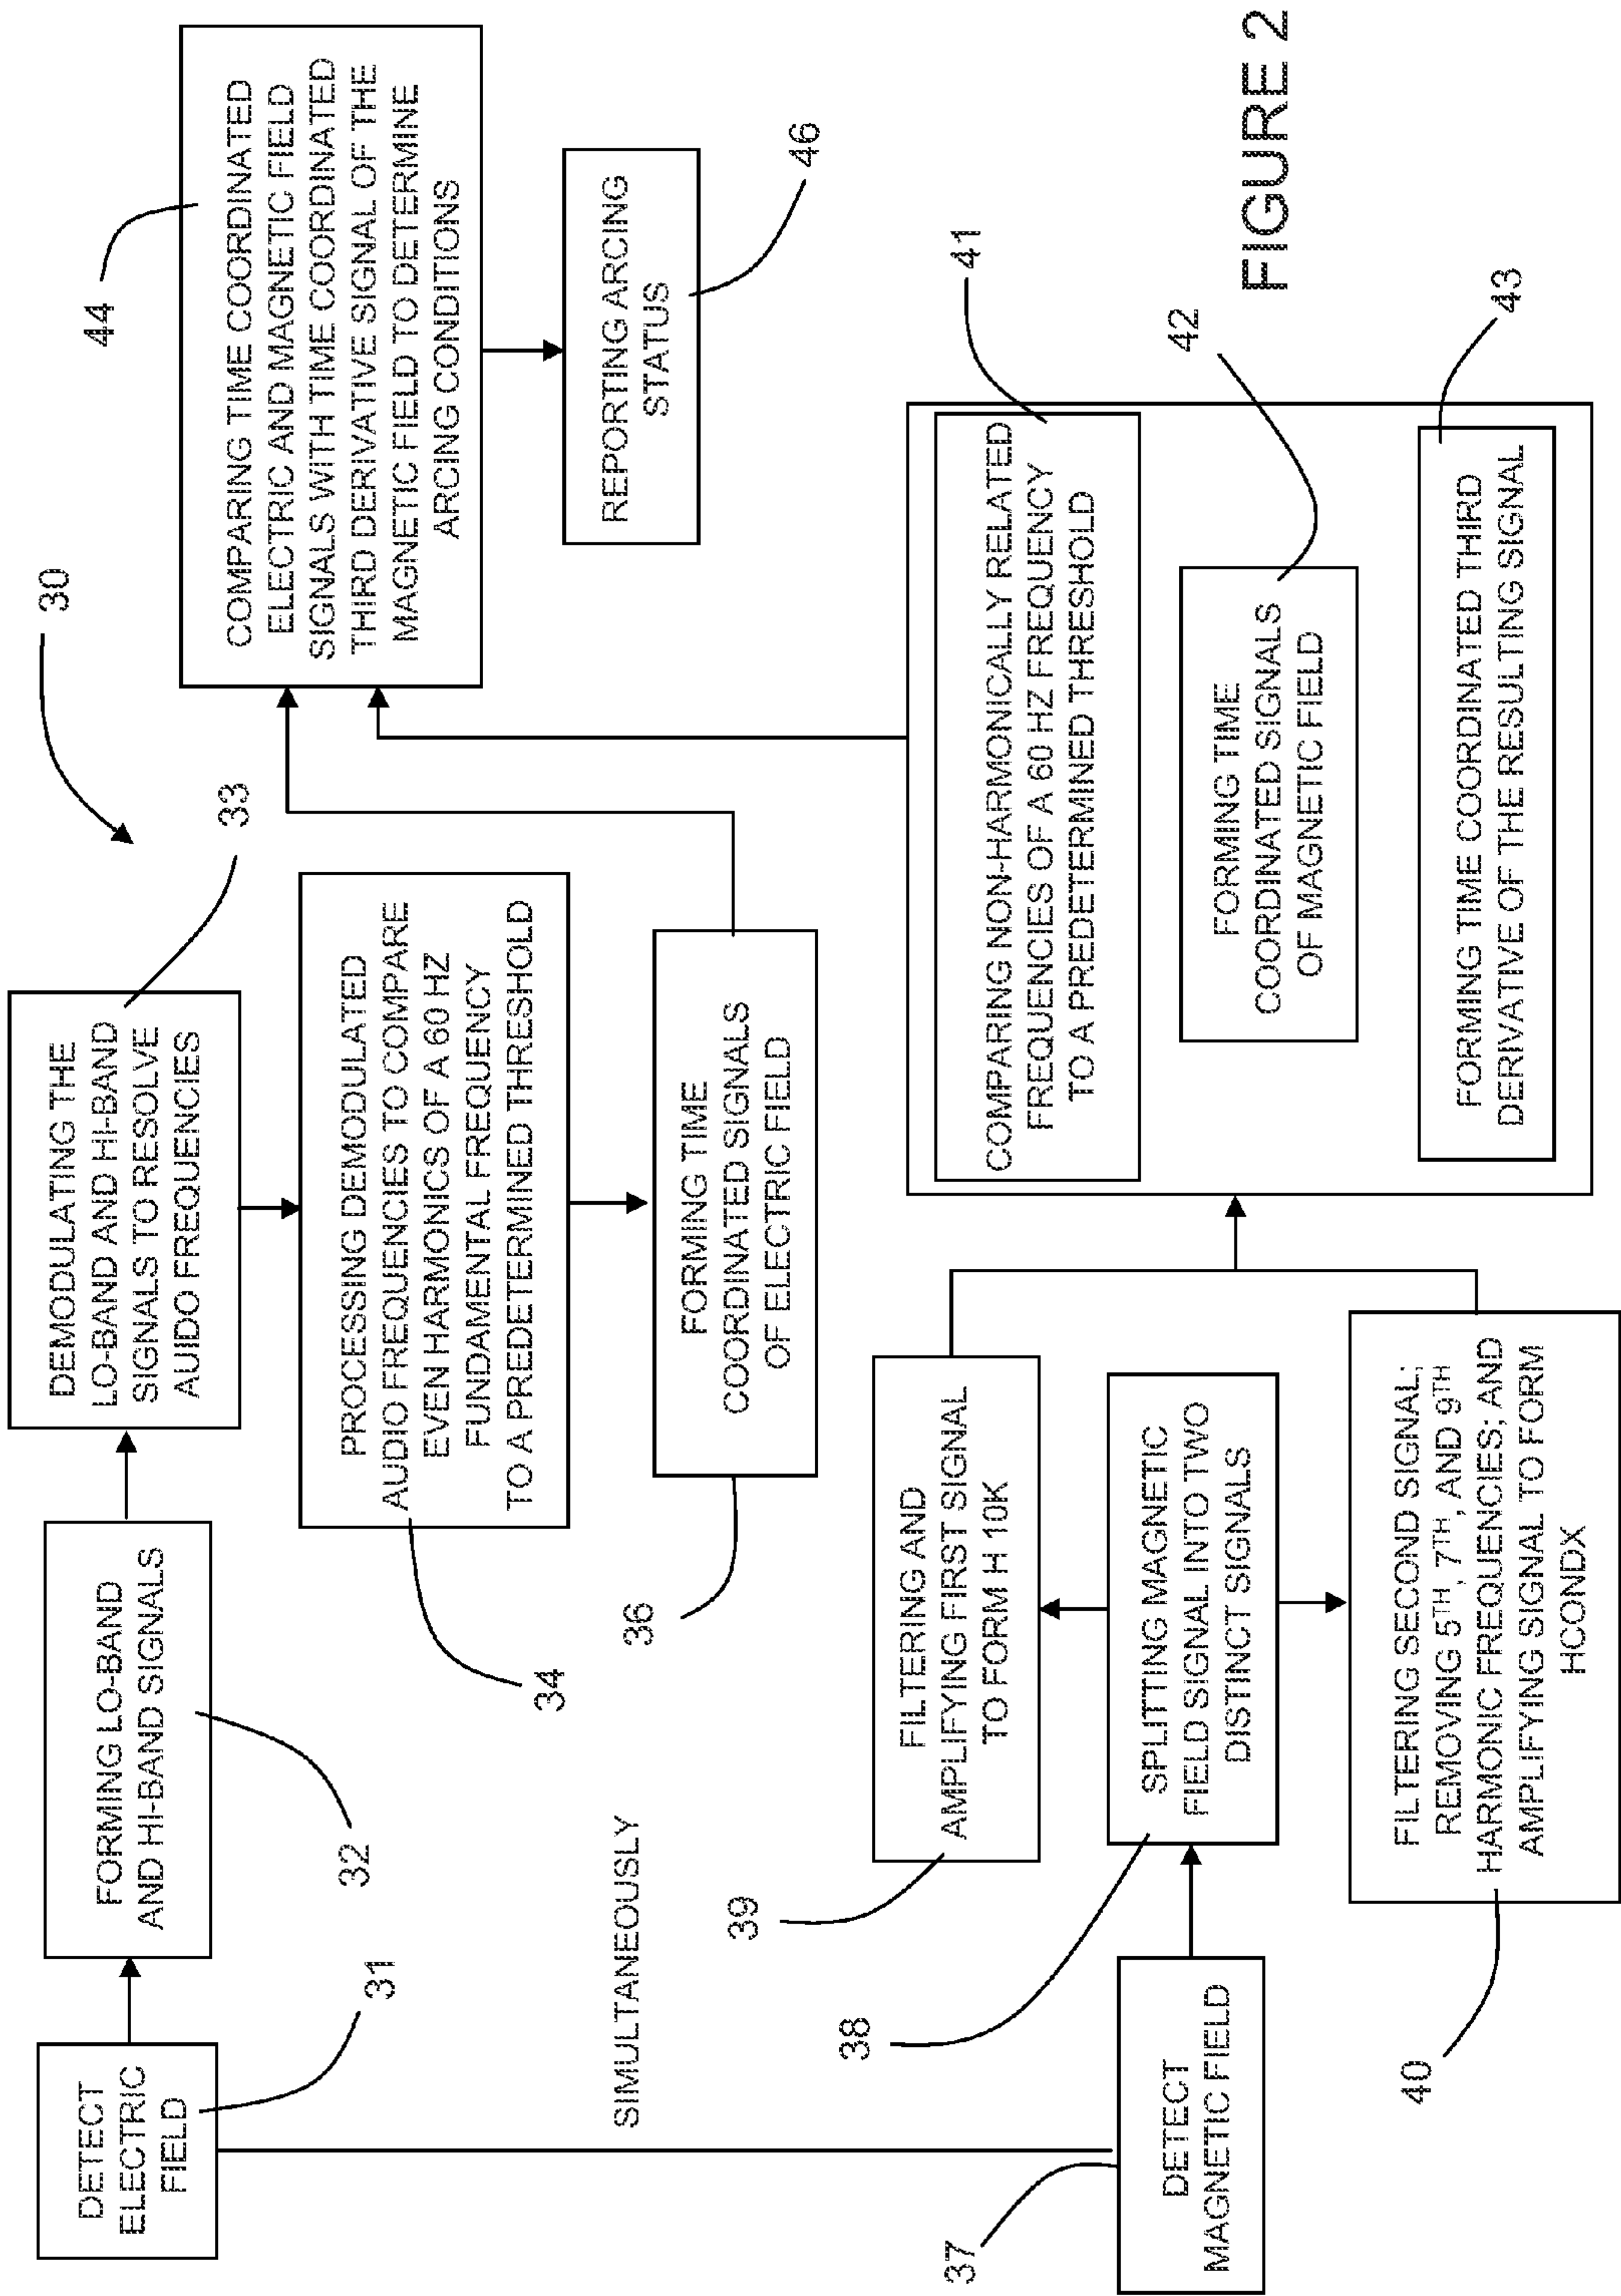 30
DETECT
ELECTRIC
FIELD
31
FORMING LO-BAND
AND HI-BAND SIGNALS
32
DEMODULATING THE
LO-BAND AND HI-BAND
SIGNALS TO RESOLVE
AUIDO FREQUENCIES
33
PROCESSING DEMODULATED
AUDIO FREQUENCIES TO COMPARE
EVEN HARMONICS OF A 60 HZ
FUNDAMENTAL FREQUENCY
TO A PREDETERMINED THRESHOLD
34
FORMING TIME
COORDINATED SIGNALS
OF ELECTRIC FIELD
36
COMPARING TIME COORDINATED
ELECTRIC AND MAGNETIC FIELD
SIGNALS WITH TIME COORDINATED
THIRD DERIVATIVE SIGNAL OF THE
MAGNETIC FIELD TO DETERMINE
ARCING CONDITIONS
44
REPORTING ARCING
STATUS
46
SIMULTANEOUSLY
DETECT
MAGNETIC FIELD
37
SPLITTING MAGNETIC
FIELD SIGNAL INTO TWO
DISTINCT SIGNALS
38
FILTERING AND
AMPLIFYING FIRST SIGNAL
TO FORM H 10K
39
FILTERING SECOND SIGNAL;
REMOVING 5TH, 7TH, AND 9TH
HARMONIC FREQUENCIES; AND
AMPLIFYING SIGNAL TO FORM
HCONDX
40
COMPARING NON-HARMONICALLY RELATED
FREQUENCIES OF A 60 HZ FREQUENCY
TO A PREDETERMINED THRESHOLD
41
FORMING TIME
COORDINATED SIGNALS
OF MAGNETIC FIELD
42
FORMING TIME COORDINATED THIRD
DERIVATIVE OF THE RESULTING SIGNAL
43
FIGURE 2